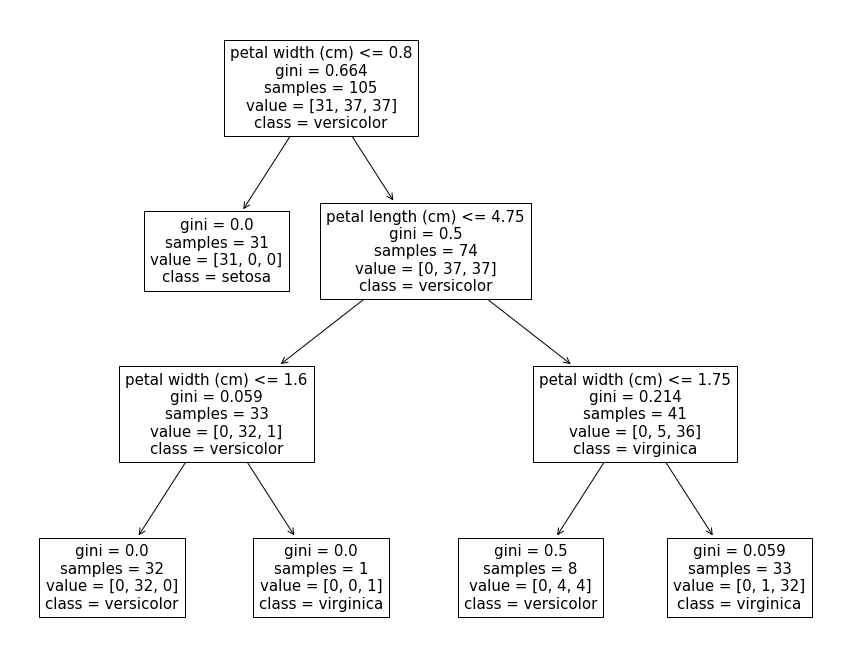 petal width (cm) <= 0.8
gini = 0.664
samples = 105
value = [31, 37, 37]
class = versicolor
gini = 0.0
samples = 31
value = [31, 0, 0]
class = setosa
petal length (cm) <= 4.75
gini = 0.5
samples = 74
value = [0, 37, 37]
class = versicolor
petal width (cm) <= 1.6
gini = 0.059
samples = 33
value = [0, 32, 1]
class = versicolor
petal width (cm) <= 1.75
gini = 0.214
samples = 41
value = [0, 5, 36]
class = virginica
gini = 0.0
samples = 32
value = [0, 32, 0]
class = versicolor
gini = 0.0
samples = 1
value = [0, 0, 1]
class = virginica
gini = 0.5
samples = 8
value = [0, 4, 4]
class = versicolor
gini = 0.059
samples = 33
value = [0, 1, 32]
class = virginica